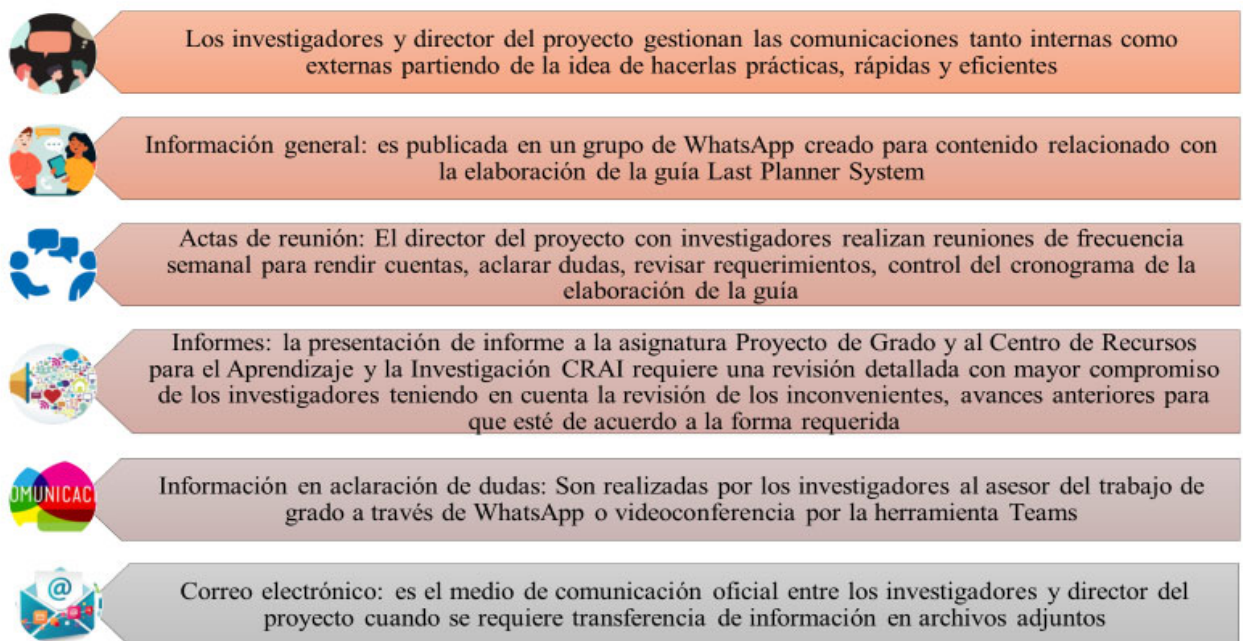 Los investigadores y director del proyecto gestionan las comunicaciones tanto internas como
externas partiendo de la idea de hacerlas prácticas, rápidas y eficientes
Información general: es publicada en un grupo de WhatsApp creado para contenido relacionado con
la elaboración de la guía Last Planner System
Actas de reunión: El director del proyecto con investigadores realizan reuniones de frecuencia
semanal para rendir cuentas, aclarar dudas, revisar requerimientos, control del cronograma de la
elaboración de la guía
Informes: la presentación de informe a la asignatura Proyecto de Grado y al Centro de Recursos
para el Aprendizaje y la Investigación CRAI requiere una revisión detallada con mayor compromiso
de los investigadores teniendo en cuenta la revisión de los inconvenientes, avances anteriores para
que esté de acuerdo a la forma requerida
OMUNICAC
Información en aclaración de dudas: Son realizadas por los investigadores al asesor del trabajo de
grado a través de WhatsApp o videoconferencia por la herramienta Teams
@
Correo electrónico: es el medio de comunicación oficial entre los investigadores y director del
proyecto cuando se requiere transferencia de información en archivos adjuntos